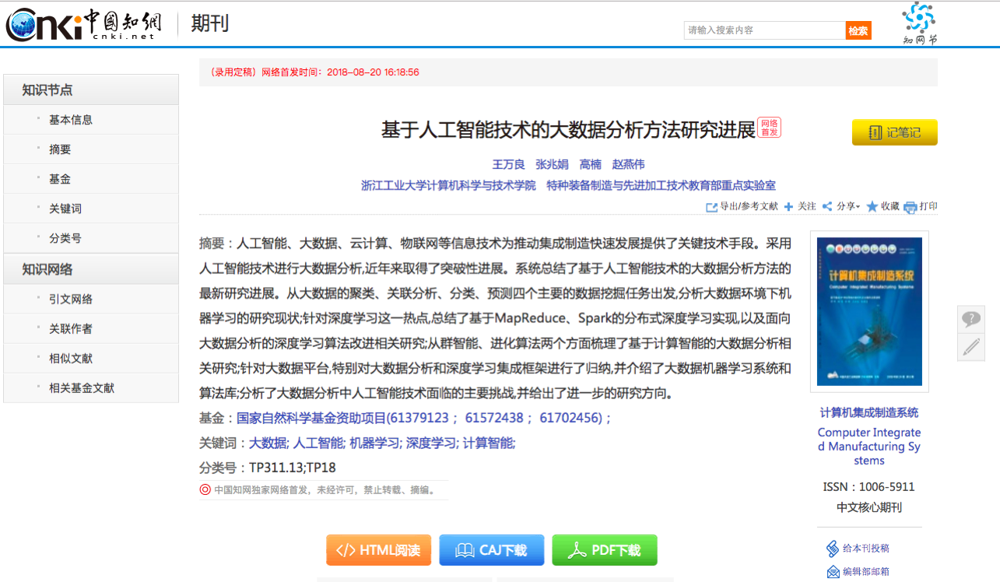 Cnki中国知網
cnki.net
期刊
请输入搜索内容
检索
知网节
（录用定稿）网络首发时间：2018-08-20 16:18:56
知识节点
基本信息
摘要
基金
关键词
分类号
知识网络
引文网络
关联作者
相似文献
相关基金文献
基于人工智能技术的大数据分析方法研究进展 网络首发
记笔记
王万良 张兆娟 高楠 赵燕伟
浙江工业大学计算机科学与技术学院 特种装备制造与先进加工技术教育部重点实验室
导出/参考文献 关注 分享 收藏 打印
摘要：人工智能、大数据、云计算、物联网等信息技术为推动集成制造快速发展提供了关键技术手段。采用
人工智能技术进行大数据分析,近年来取得了突破性进展。系统总结了基于人工智能技术的大数据分析方法的
最新研究进展。从大数据的聚类、关联分析、分类、预测四个主要的数据挖掘任务出发,分析大数据环境下机
器学习的研究现状;针对深度学习这一热点,总结了基于MapReduce、Spark的分布式深度学习实现,以及面向
大数据分析的深度学习算法改进相关研究;从群智能、进化算法两个方面梳理了基于计算智能的大数据分析相
关研究;针对大数据平台,特别对大数据分析和深度学习集成框架进行了归纳,并介绍了大数据机器学习系统和
算法库;分析了大数据分析中人工智能技术面临的主要挑战,并给出了进一步的研究方向。
基金：国家自然科学基金资助项目(61379123； 61572438； 61702456)；
关键词：大数据; 人工智能; 机器学习; 深度学习; 计算智能;
分类号：TP311.13;TP18
中国知网独家网络首发，未经许可，禁止转载、摘编。
HTML阅读
CAJ下载
PDF下载
计算机集成制造系统
Computer Integrated Manufacturing Systems
计算机集成制造系统
Computer Integrate
d Manufacturing Sy
stems
ISSN：1006-5911
中文核心期刊
给本刊投稿
编辑部邮箱